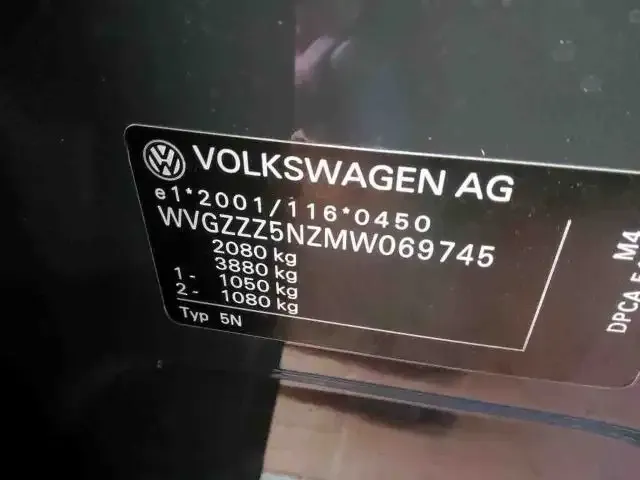 VOLKSWAGEN AG
e1*2001/116*0450
WVGZZZ5NZMW069745
2080 kg
3880 kg
1- 1050 kg
2- 1080 kg
Typ 5N
M4
DPCA